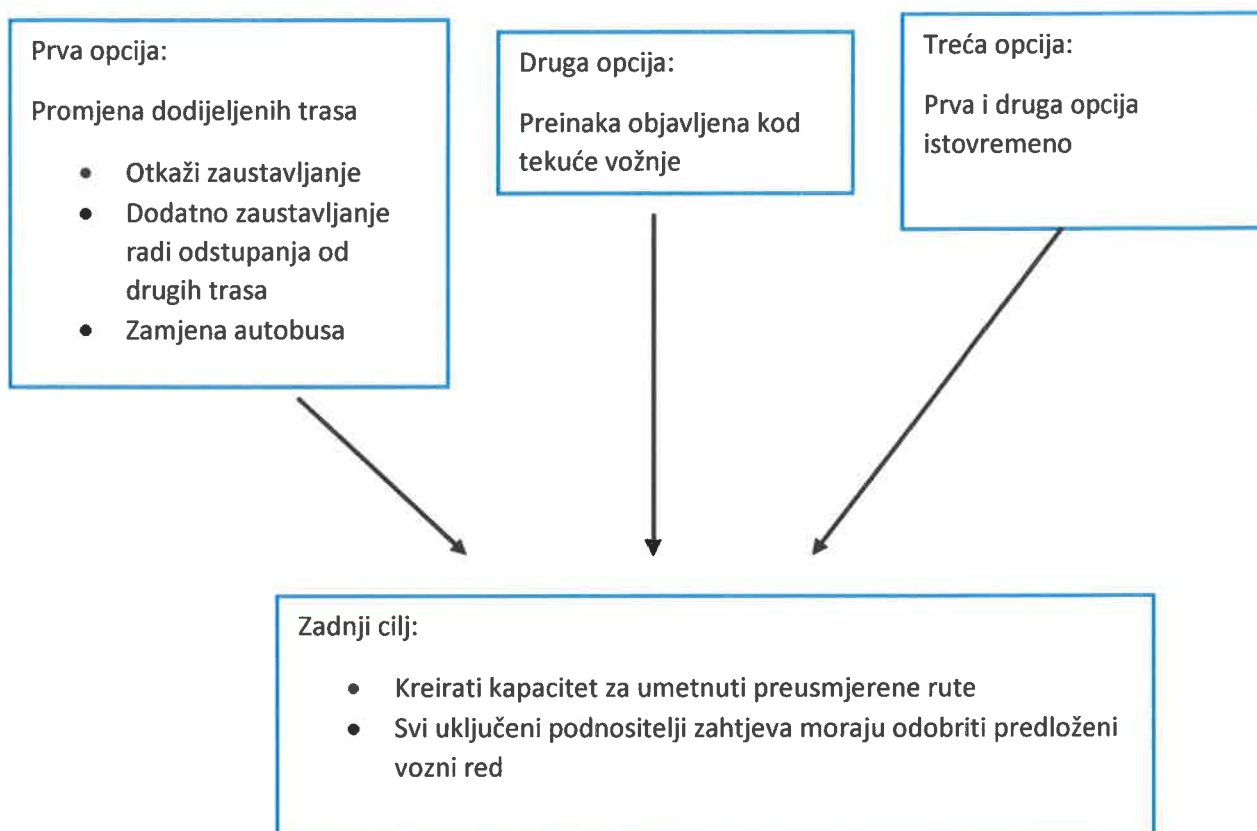 Prva opcija:
Promjena dodijeljenih trasa
• Otkaži zaustavljanje
• Dodatno zaustavljanje
radi odstupanja od
drugih trasa
• Zamjena autobusa
Druga opcija:
Preinaka objavljena kod
tekuće vožnje
Treća opcija:
Prva i druga opcija
istovremeno
Zadnji cilj:
• Kreirati kapacitet za umetnuti preusmjerene rute
• Svi uključeni podnositelji zahtjeva moraju odobriti predloženi
vozni red